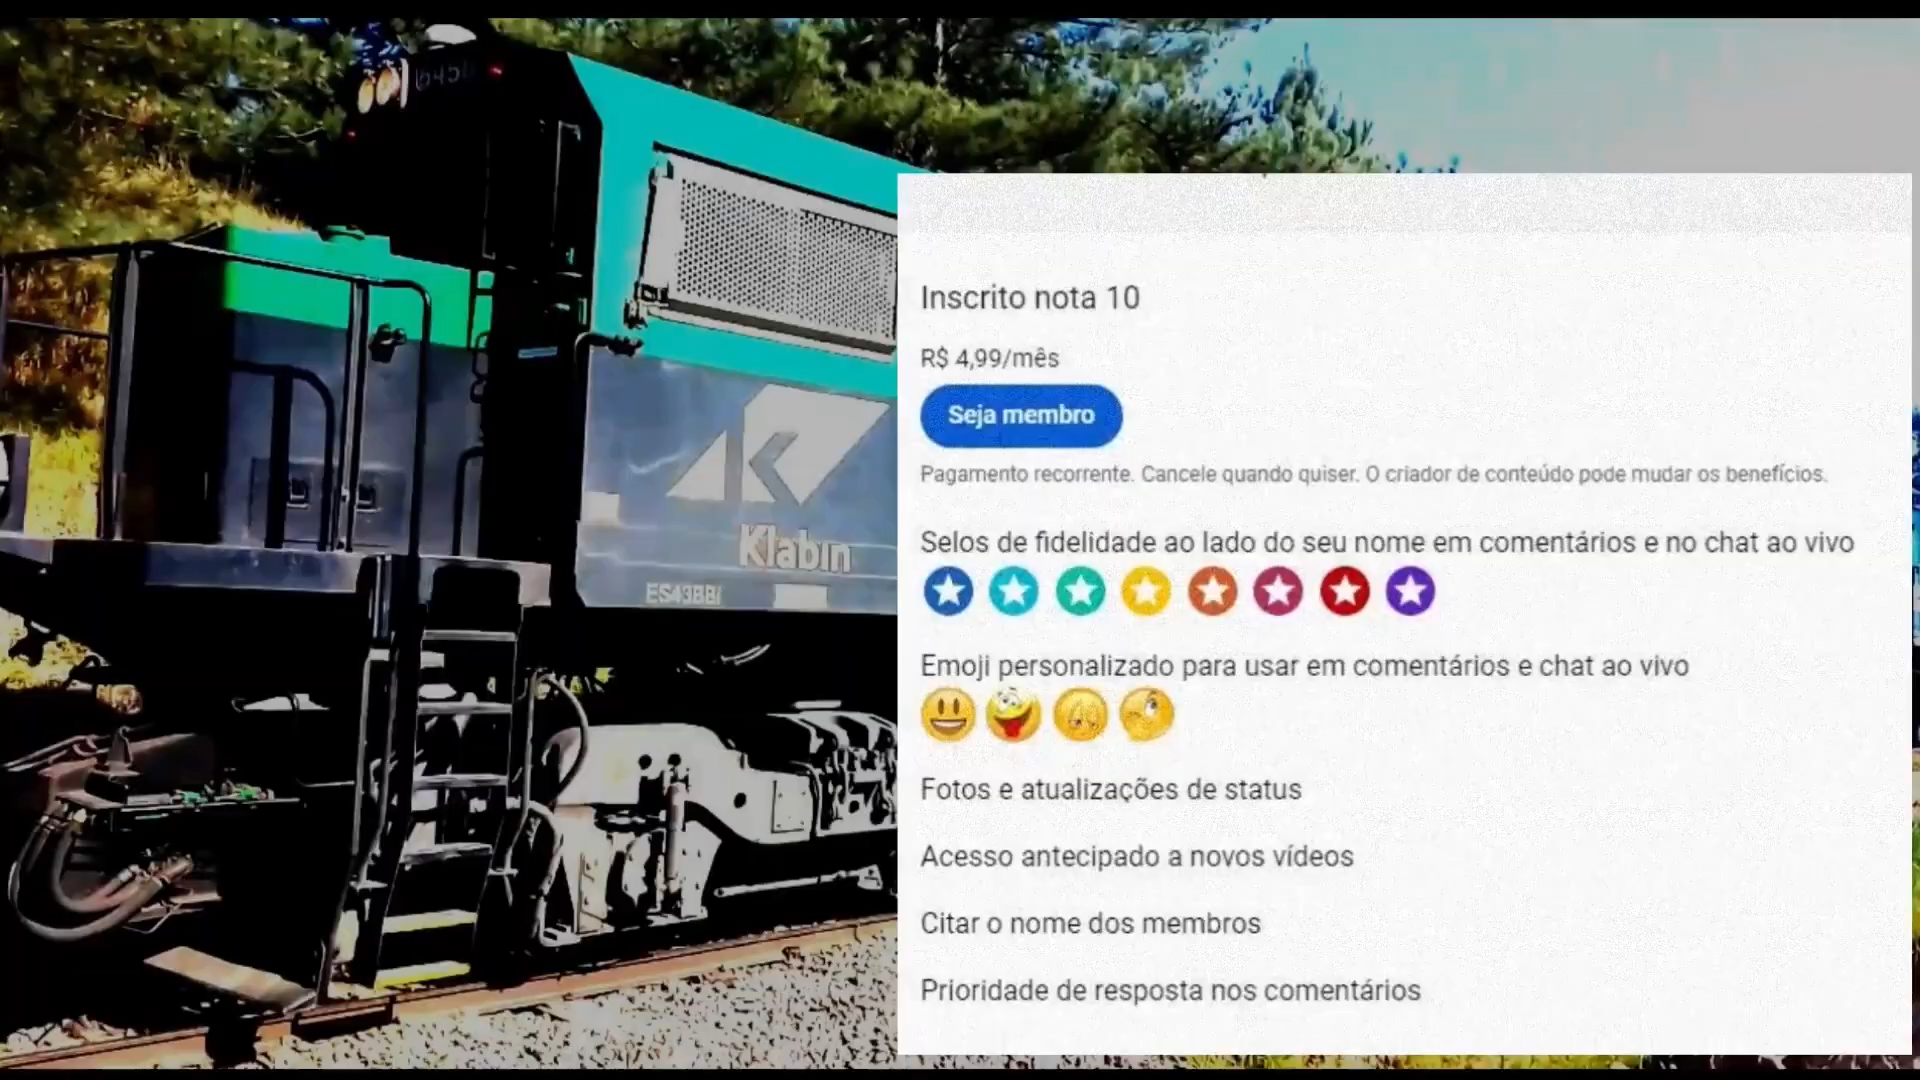 Klabin
Inscrito nota 10
R$ 4,99/mês
Seja membro
Pagamento recorrente. Cancele quando quiser. O criador de conteúdo pode mudar os benefícios.
Selos de fidelidade ao lado do seu nome em comentários e no chat ao vivo
Emoji personalizado para usar em comentários e chat ao vivo
Fotos e atualizações de status
Acesso antecipado a novos vídeos
Citar o nome dos membros
Prioridade de resposta nos comentários